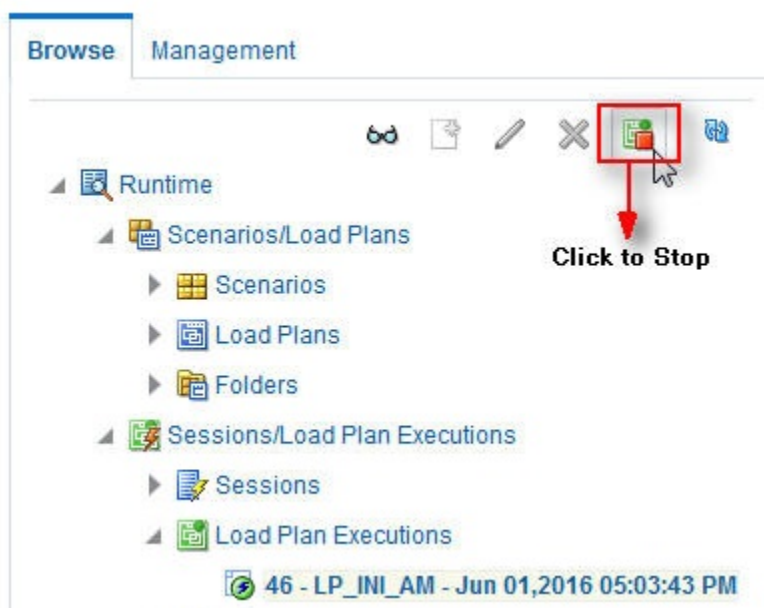 Browse Management
Runtime
Scenarios/Load Plans
Click to Stop
Scenarios
Load Plans
Folders
Sessions/Load Plan Executions
Sessions
Load Plan Executions
46 - LP_INI_AM - Jun 01,2016 05:03:43 PM